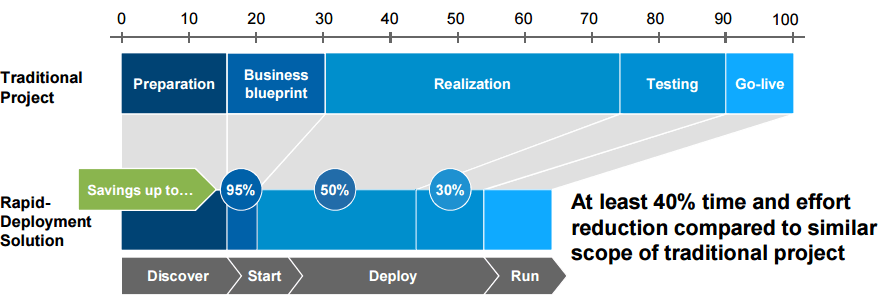 0 10 20 30 40 50 60 70 80 90 100
Traditional
Project
Preparation
Business
blueprint
Realization
Testing
Go-live
Savings up to…
95%
50%
30%
Rapid-
Deployment
Solution
At least 40% time and effort
reduction compared to similar
scope of traditional project
Discover
Start
Deploy
Run